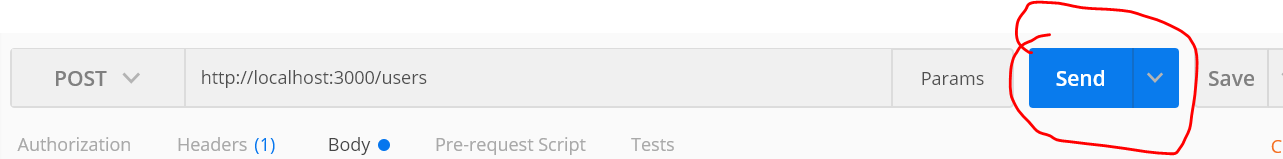 POST http://localhost:3000/users Params Send Save
Authorization Headers (1) Body Pre-request Script Tests